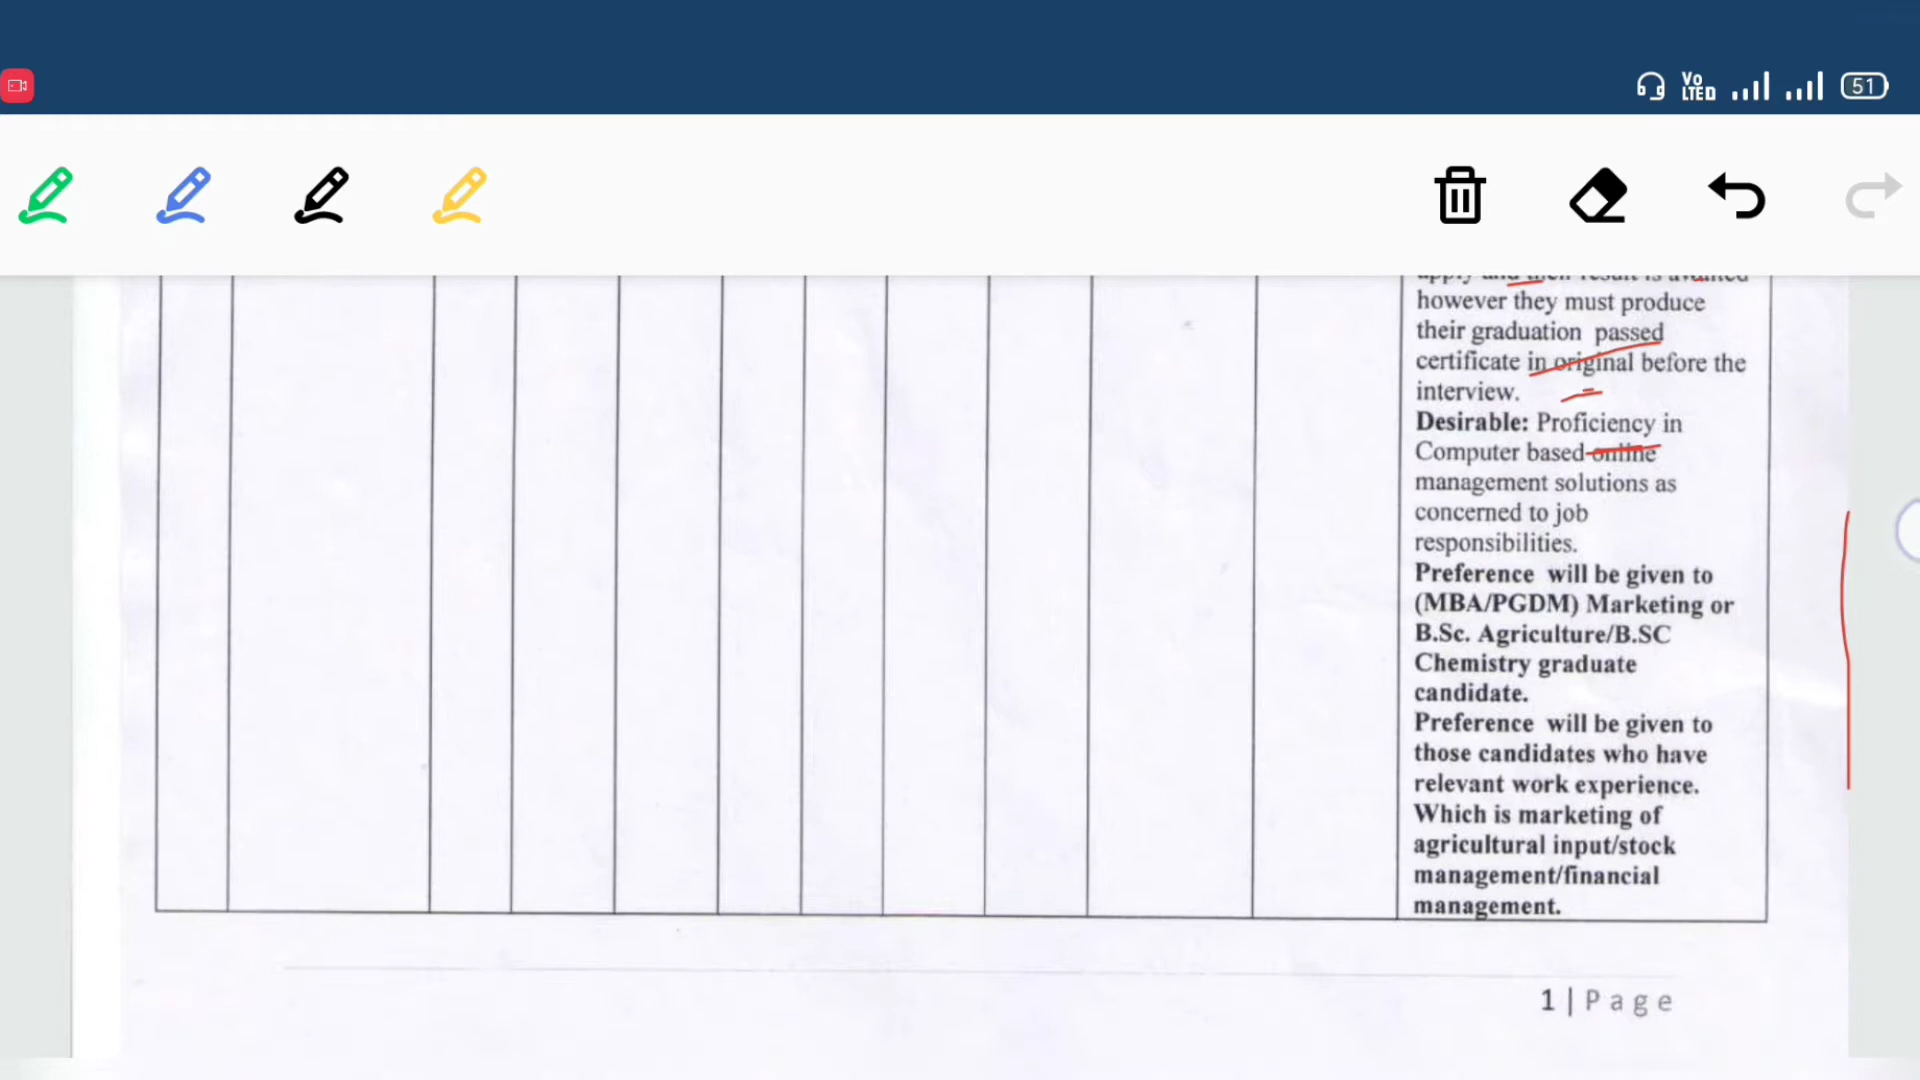 Vo
LTED
51
however they must produce
their graduation passed
certificate in original before the
interview.
Desirable: Proficiency in
Computer based online
management solutions as
concerned to job
responsibilities.
Preference will be given to
(MBA/PGDM) Marketing or
B.Sc. Agriculture/B.SC
Chemistry graduate
candidate.
Preference will be given to
those candidates who have
relevant work experience.
Which is marketing of
agricultural input/stock
management/financial
management.
1 | Page